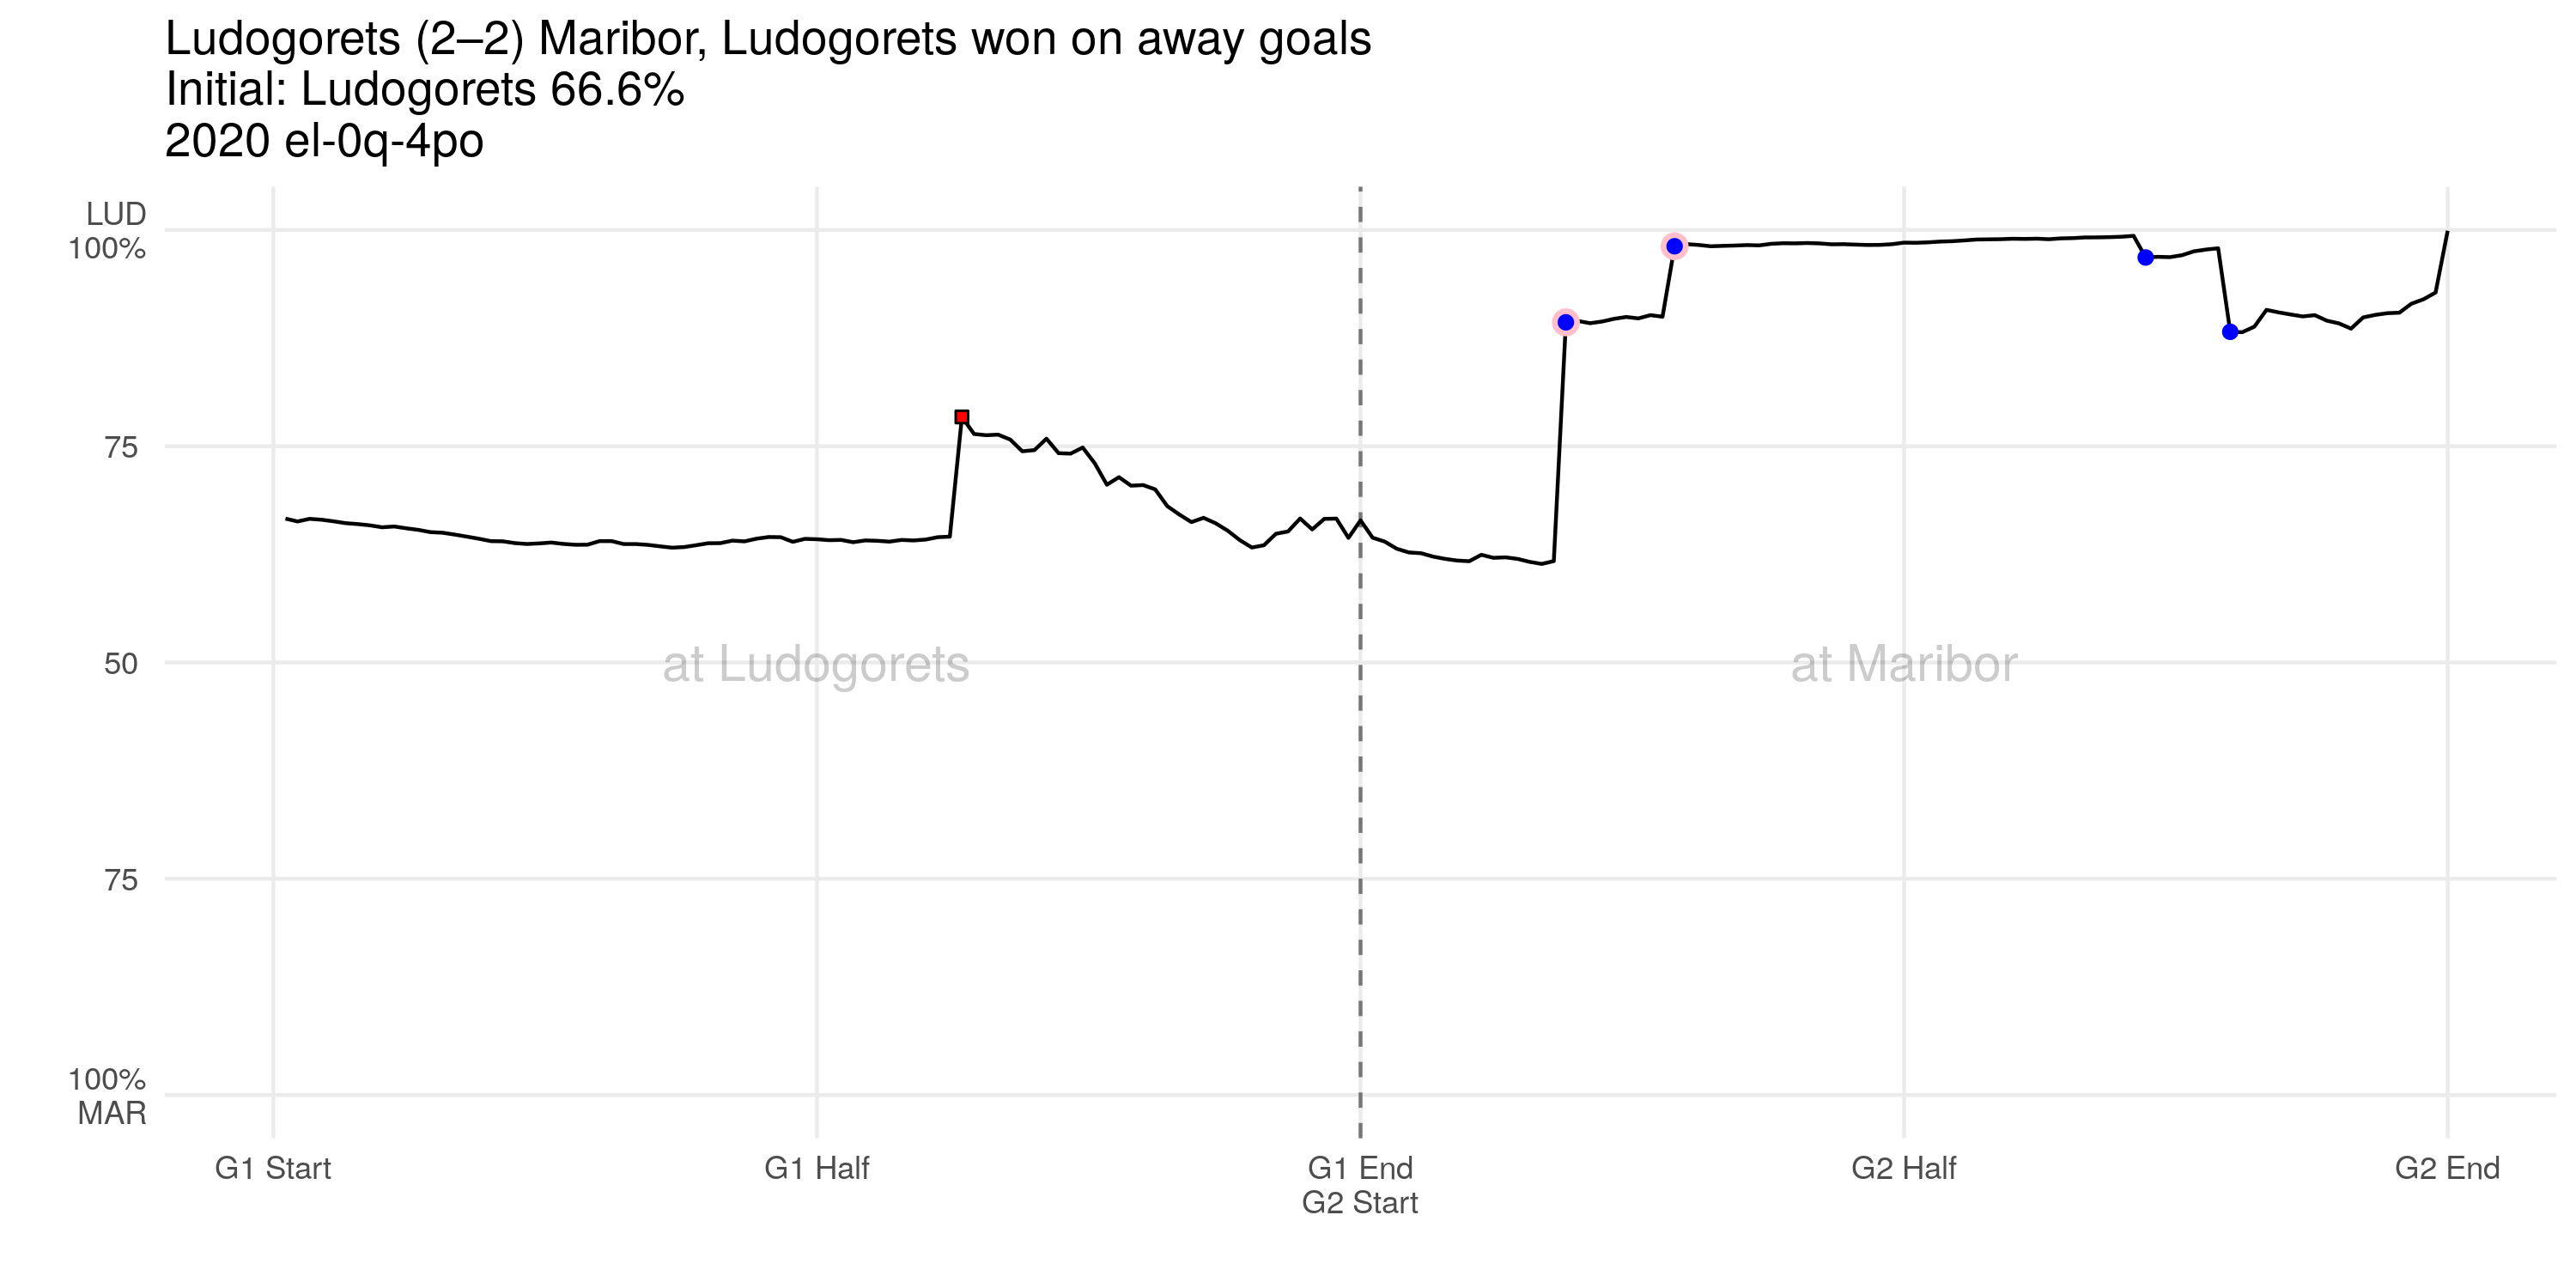 Ludogorets (2–2) Maribor, Ludogorets won on away goals
Initial: Ludogorets 66.6%
2020 el-0q-4po
LUD
100%
75
50
75
100%
MAR
at Ludogorets
at Maribor
G1 Start
G1 Half
G1 End
G2 Start
G2 Half
G2 End